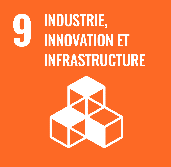 9 INDUSTRIE,
INNOVATION ET
INFRASTRUCTURE